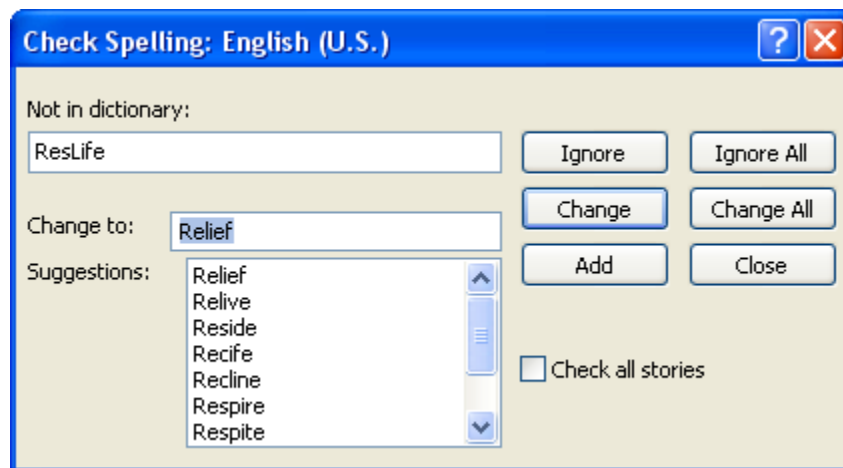 Check Spelling: English (U.S.)
?
Not in dictionary:
ResLife
Ignore
Ignore All
Change to:
Relief
Change
Change All
Suggestions:
Relief
Relive
Reside
Recife
Recline
Respire
Respite
Add
Close
Check all stories